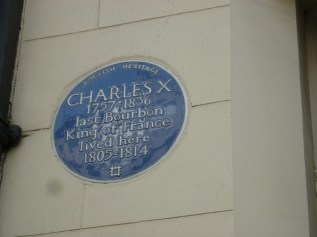 ENGLISH HERITAGE
CHARLES X
1757-1836
last Bourbon
King of France
lived here
1805-1814